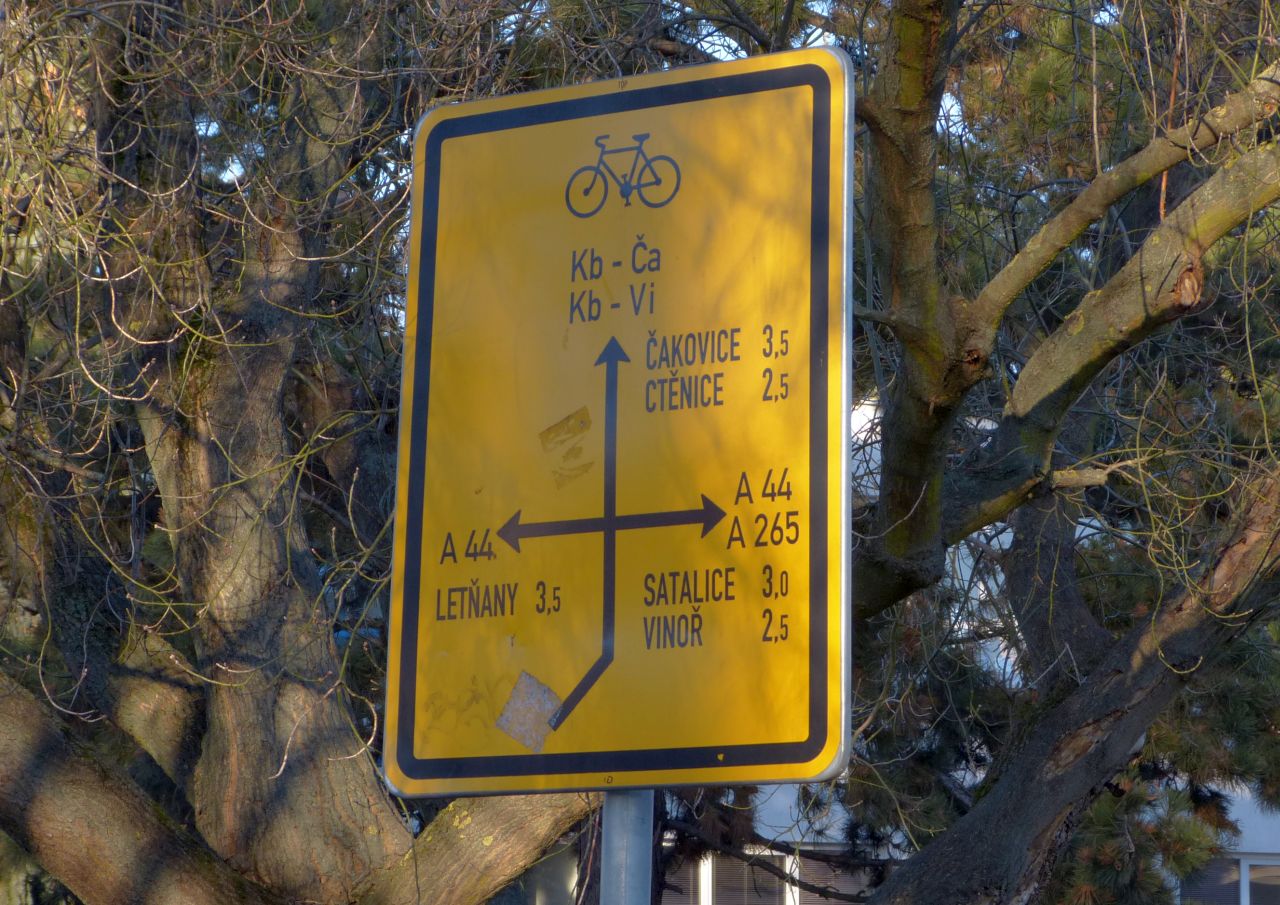 Kb - Ča
Kb - Vi
ČAKOVICE 3,5
CTĚNICE 2,5
A 44
A 265
A 44
LETŇANY 3,5
SATALICE 3,0
VINOŘ 2,5